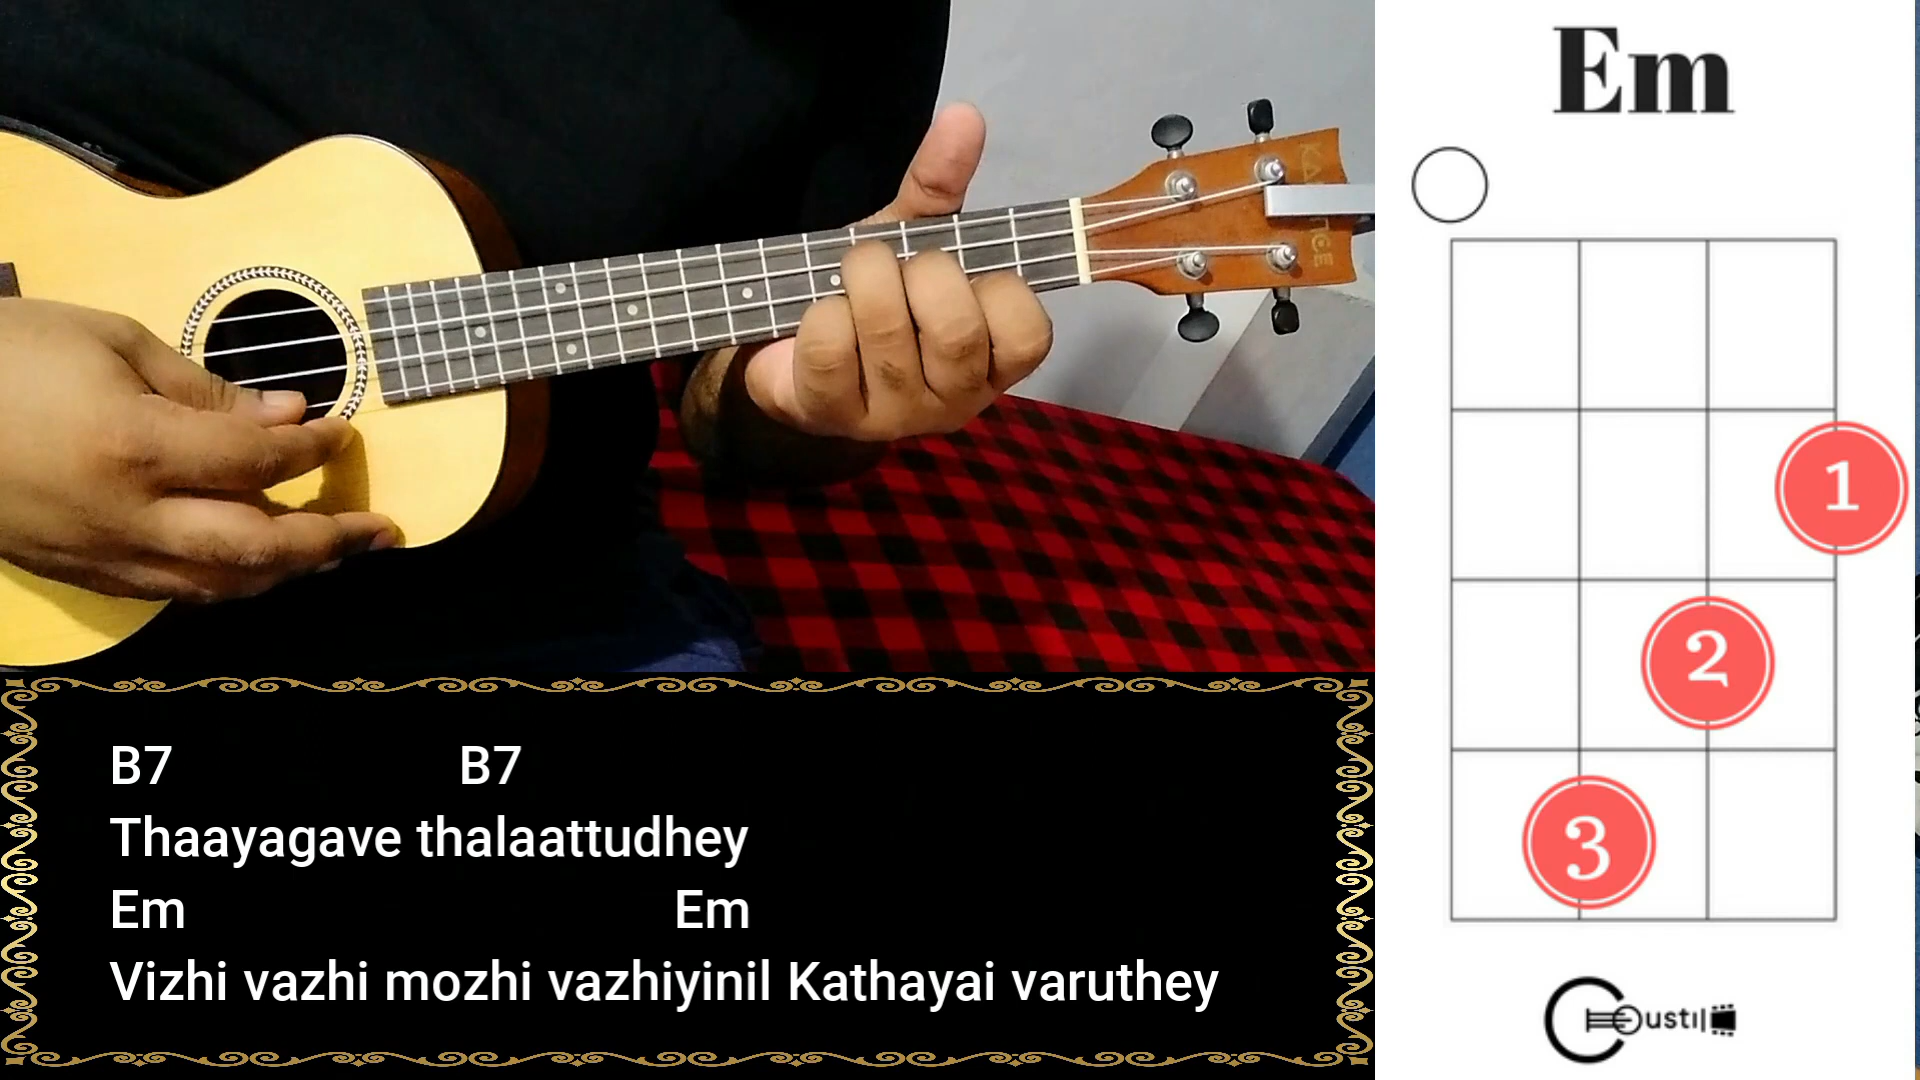 Em
1
2
3
B7 B7
Thaayagave thalaattudhey
Em Em
Vizhi vazhi mozhi vazhiyinil Kathayai varuthey